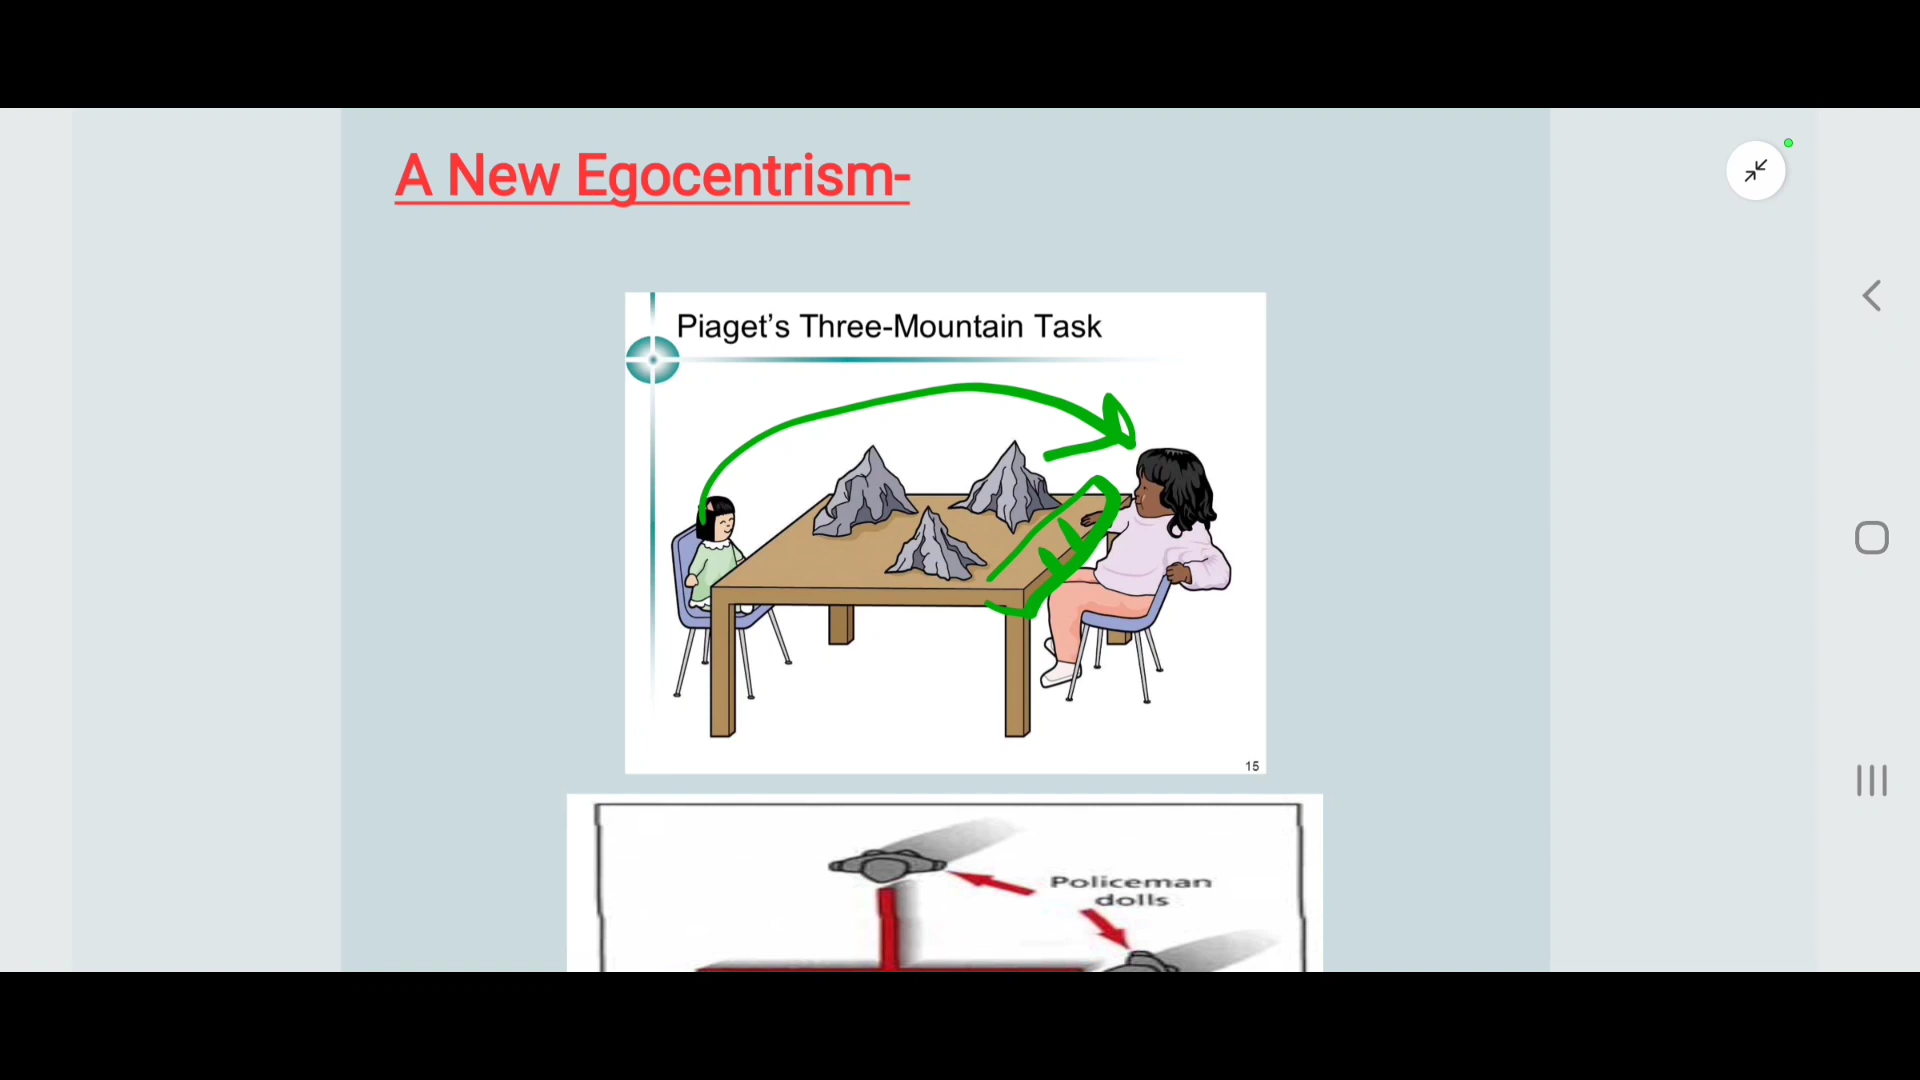 A New Egocentrism-
Piaget's Three-Mountain Task
15
Policeman
dolls